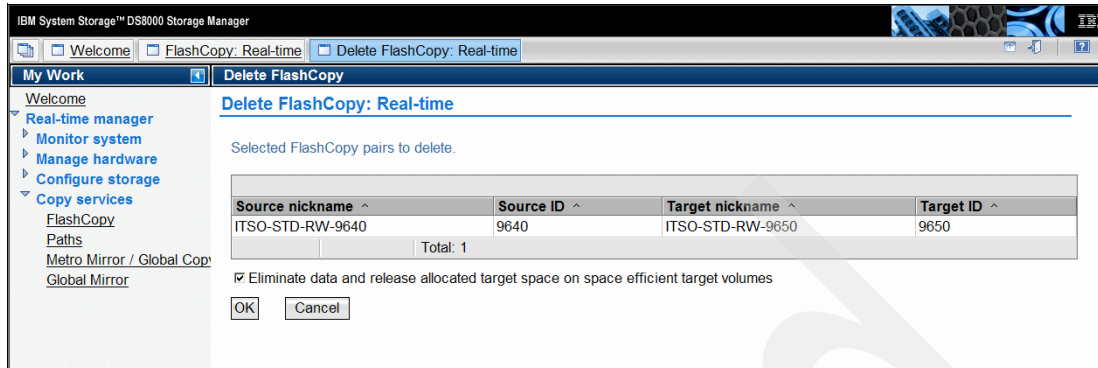 IBM System Storage™ DS8000 Storage Manager
Welcome FlashCopy: Real-time Delete FlashCopy: Real-time ?
My Work Delete FlashCopy
Welcome
Real-time manager
Monitor system
Manage hardware
Configure storage
Copy services
FlashCopy
Paths
Metro Mirror / Global Copy
Global Mirror
Delete FlashCopy: Real-time
Selected FlashCopy pairs to delete.
Source nickname Source ID Target nickname Target ID
ITSO-STD-RW-9640 9640 ITSO-STD-RW-9650 9650
Total: 1
Eliminate data and release allocated target space on space efficient target volumes
OK Cancel